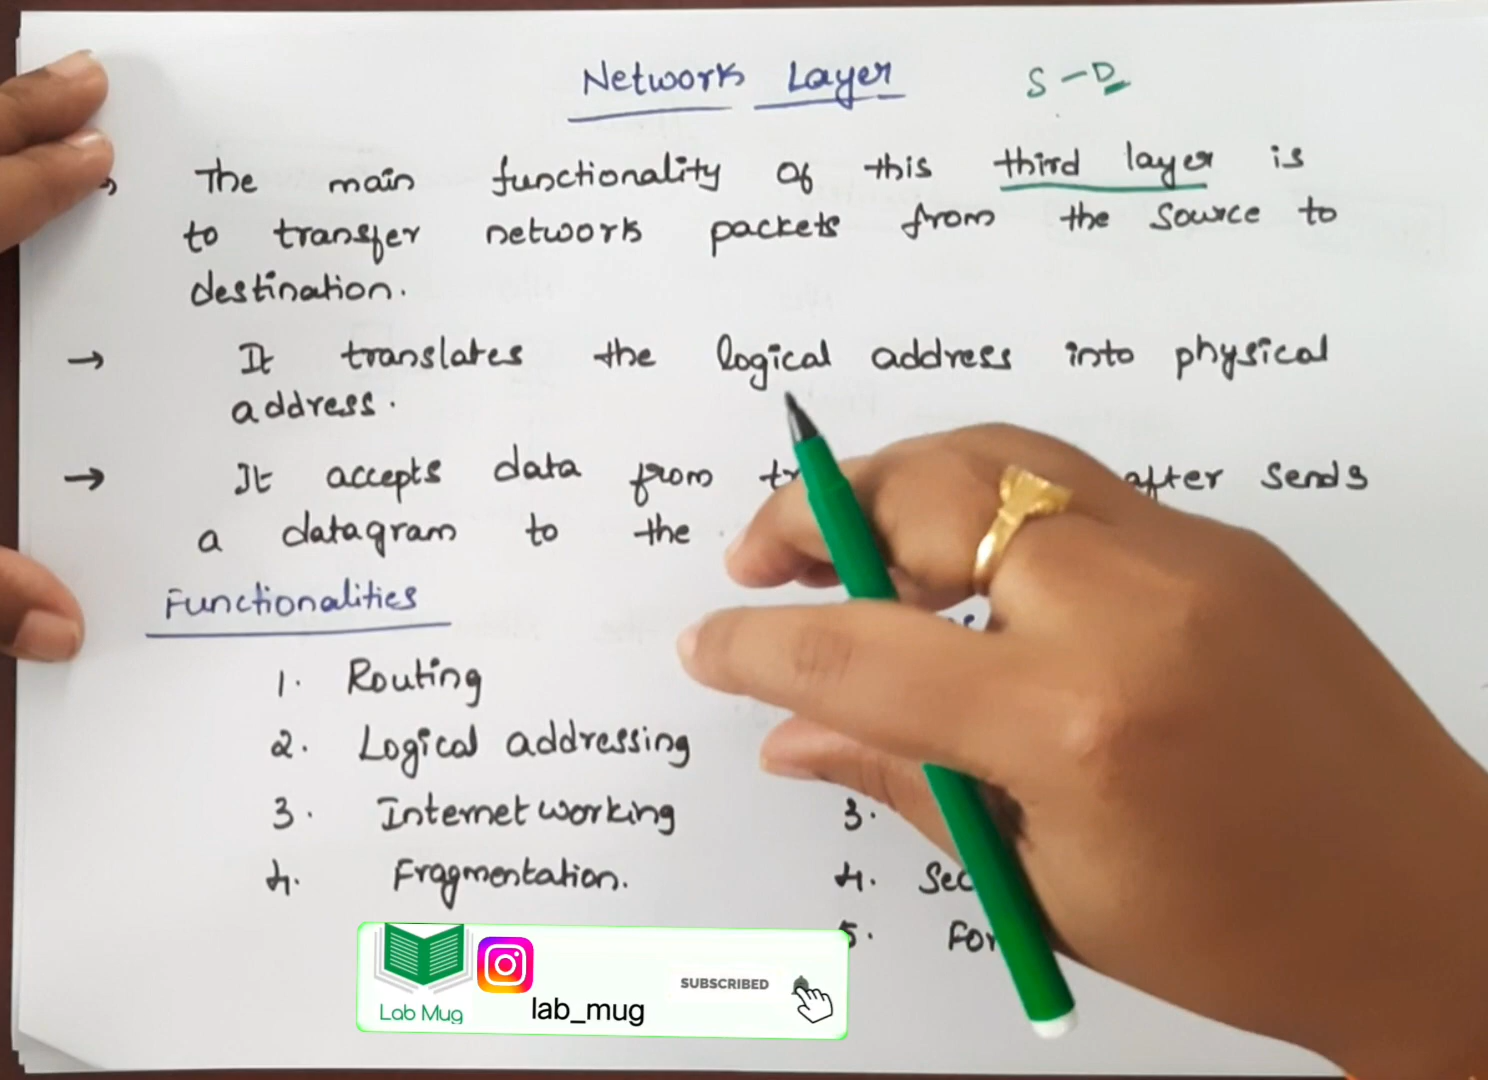 Network Layer S - D
The main functionality of this third layer is
to transfer network packets from the source to
destination.
→ It translates the logical address into physical
address.
→ It accepts data from after sends
a datagram to the
Functionalities
1. Routing
2. Logical addressing
3. Internetworking 3.
4. Fragmentation. 4.
5.
Lab Mug
lab_mug
SUBSCRIBED